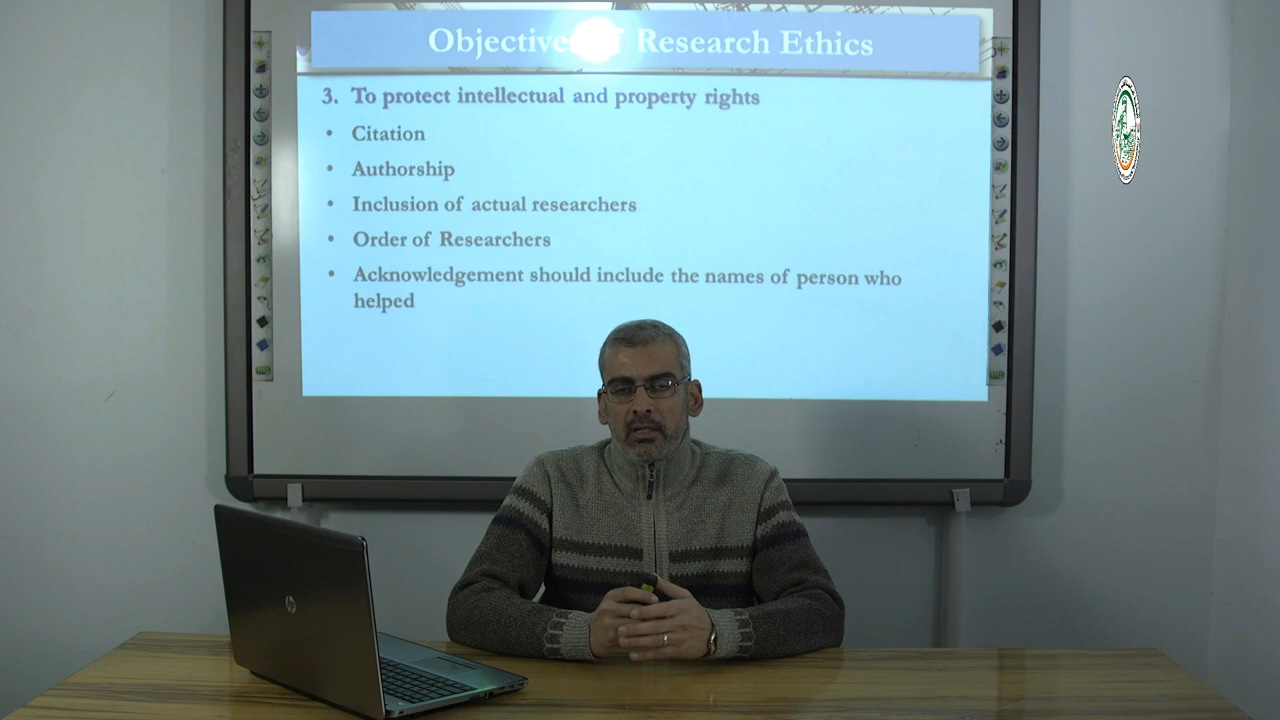 Objective Research Ethics
3. To protect intellectual and property rights
• Citation
• Authorship
• Inclusion of actual researchers
• Order of Researchers
• Acknowledgement should include the names of person who
helped
hp